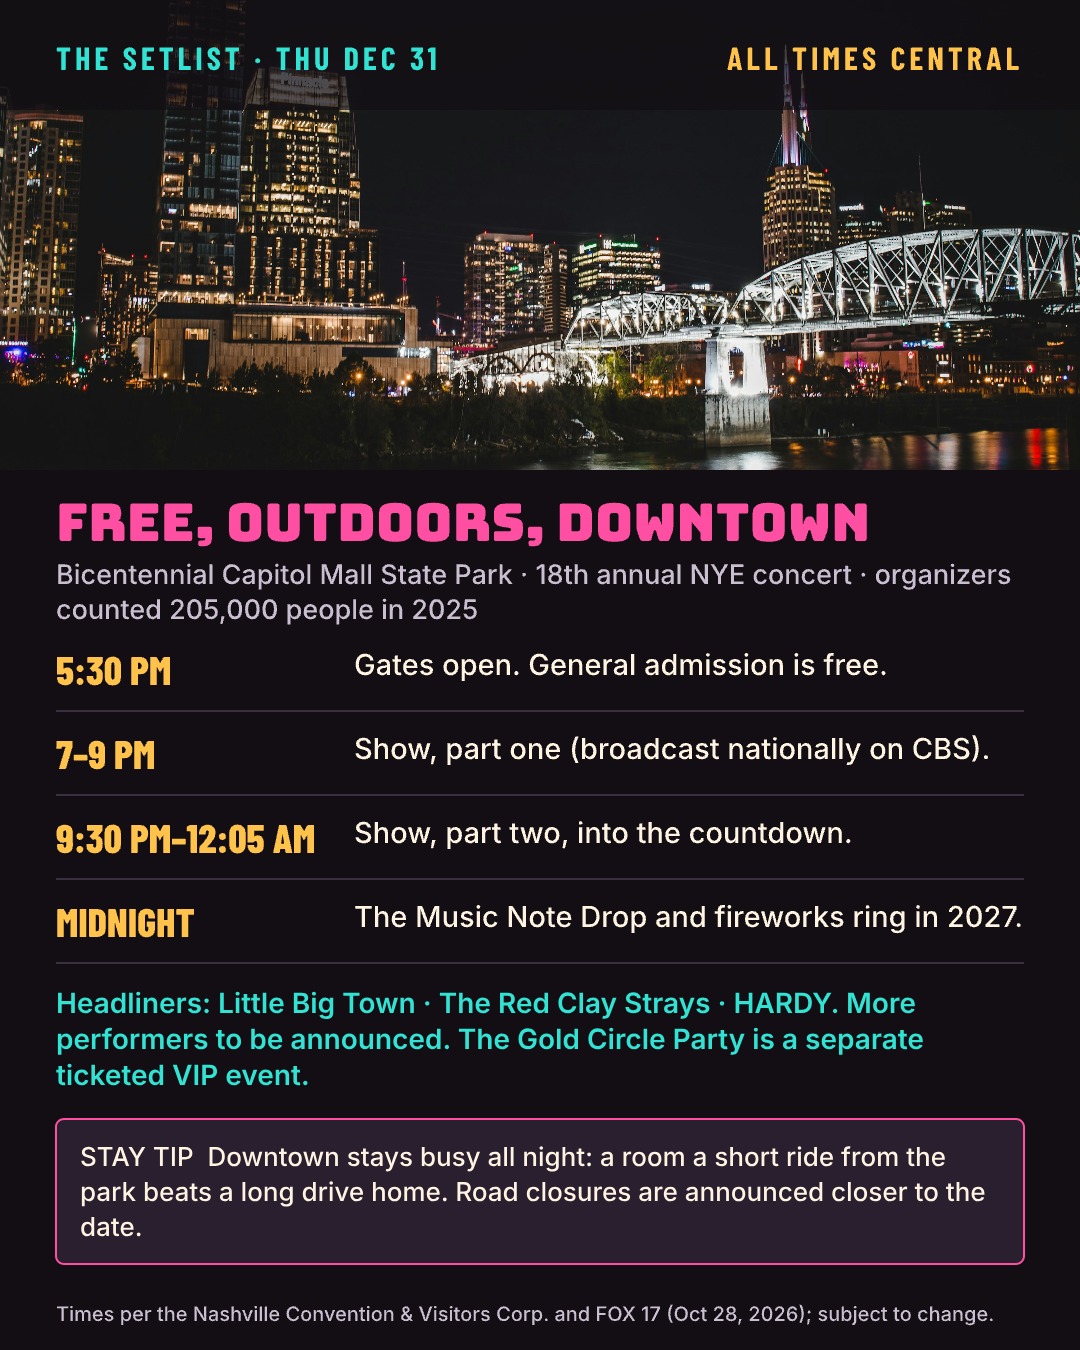 THE SETLIST · THU DEC 31
ALL TIMES CENTRAL
Pinnacle
FREE, OUTDOORS, DOWNTOWN
Bicentennial Capitol Mall State Park · 18th annual NYE concert · organizers
counted 205,000 people in 2025
5:30 PM Gates open. General admission is free.
7–9 PM Show, part one (broadcast nationally on CBS).
9:30 PM–12:05 AM Show, part two, into the countdown.
MIDNIGHT The Music Note Drop and fireworks ring in 2027.
Headliners: Little Big Town · The Red Clay Strays · HARDY. More
performers to be announced. The Gold Circle Party is a separate
ticketed VIP event.
STAY TIP Downtown stays busy all night: a room a short ride from the
park beats a long drive home. Road closures are announced closer to the
date.
Times per the Nashville Convention & Visitors Corp. and FOX 17 (Oct 28, 2026); subject to change.